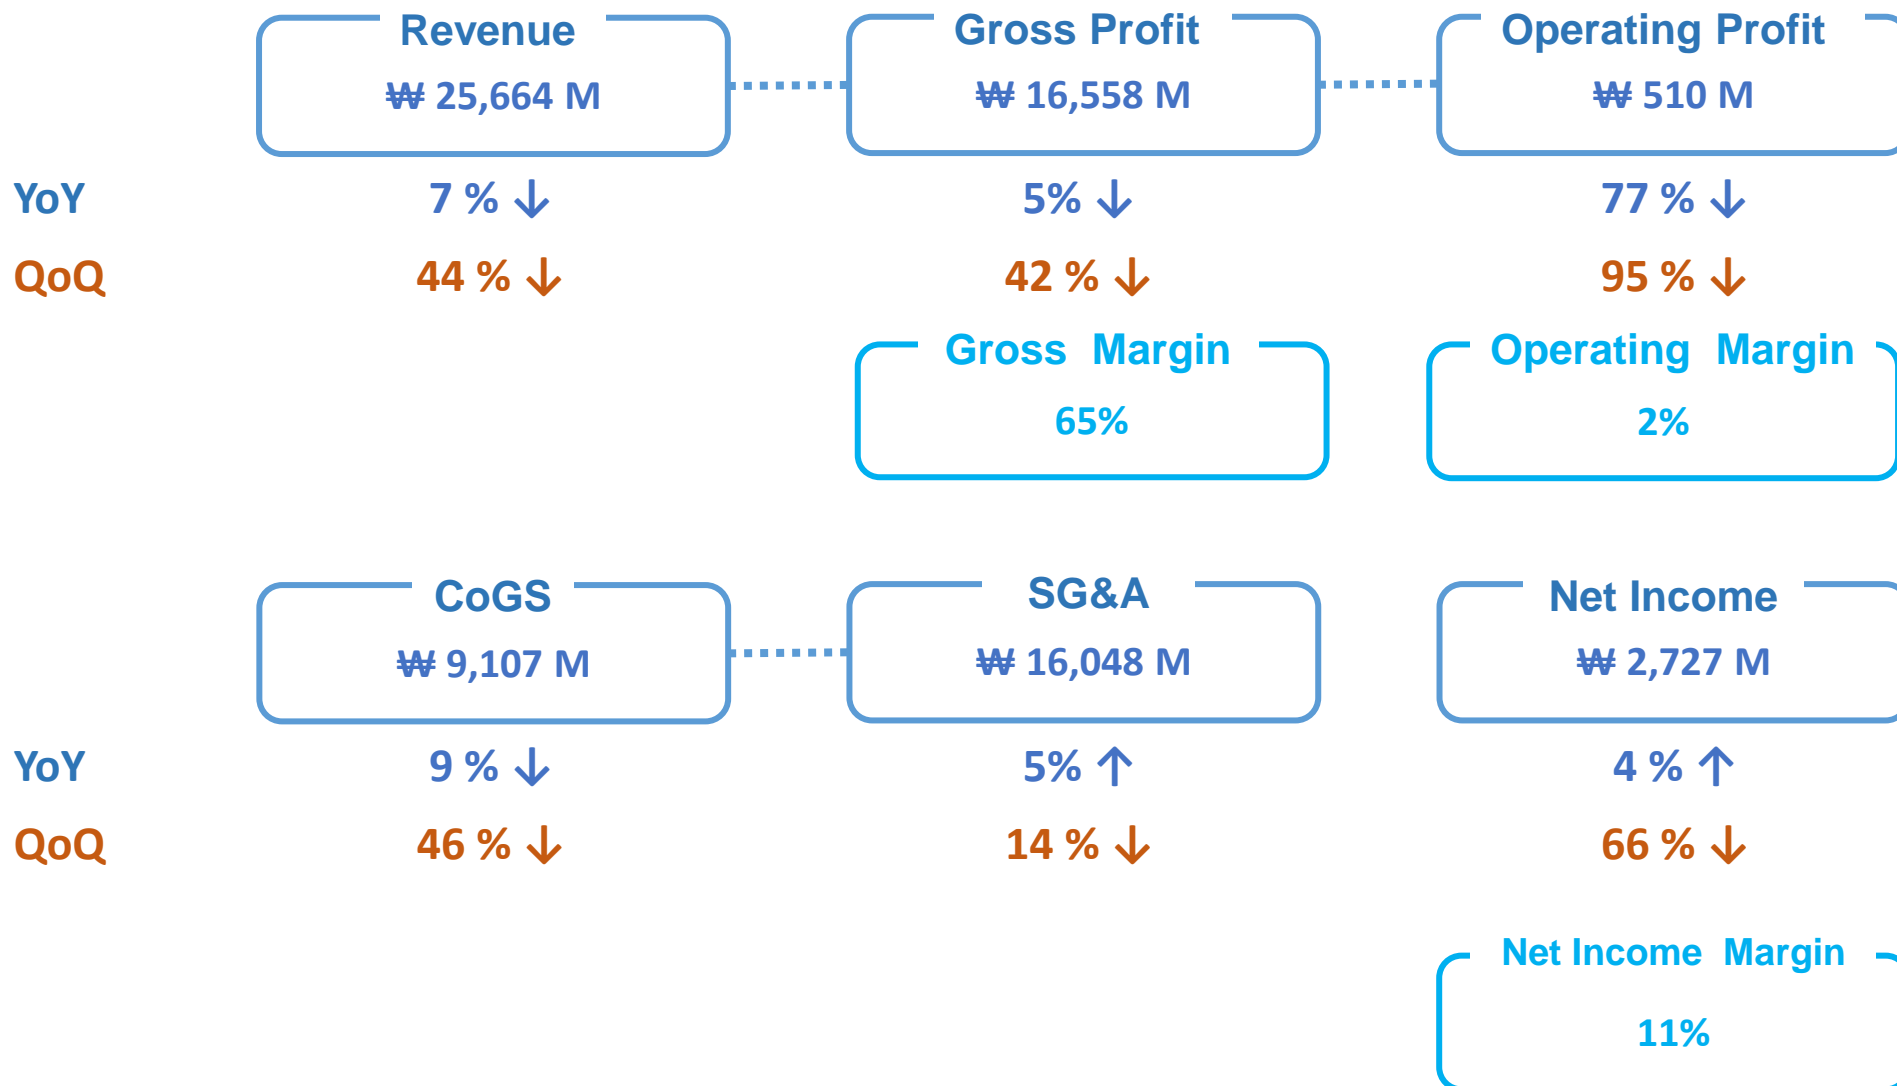 Revenue Gross Profit Operating Profit
₩ 25,664 M ₩ 16,558 M ₩ 510 M
YoY 7 % ↓ 5% ↓ 77 % ↓
QoQ 44 % ↓ 42 % ↓ 95 % ↓
Gross Margin Operating Margin
65% 2%
CoGS SG&A Net Income
₩ 9,107 M ₩ 16,048 M ₩ 2,727 M
YoY 9 % ↓ 5% ↑ 4 % ↑
QoQ 46 % ↓ 14 % ↓ 66 % ↓
Net Income Margin
11%